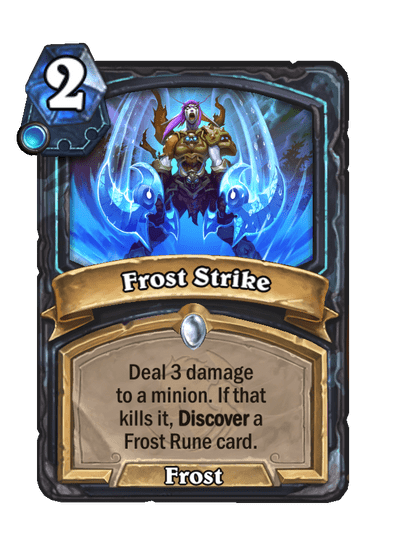 2
Frost Strike
Deal 3 damage
to a minion. If that
kills it, Discover a
Frost Rune card.
Frost